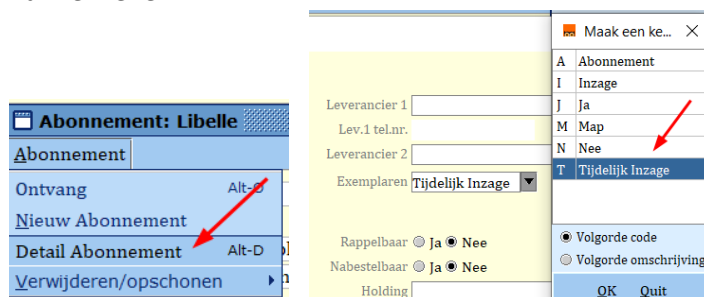 Abonnement: Libelle
Abonnement
Ontvang Alt-O
Nieuw Abonnement
Detail Abonnement Alt-D
Verwijderen/opschonen
Leverancier 1
Lev.1 tel.nr.
Leverancier 2
Exemplaren Tijdelijk Inzage
Rappelbaar Ja Nee
Nabestelbaar Ja Nee
Holding
Maak een ke...
A Abonnement
I Inzage
J Ja
M Map
N Nee
T Tijdelijk Inzage
Volgorde code
Volgorde omschrijving
OK Quit